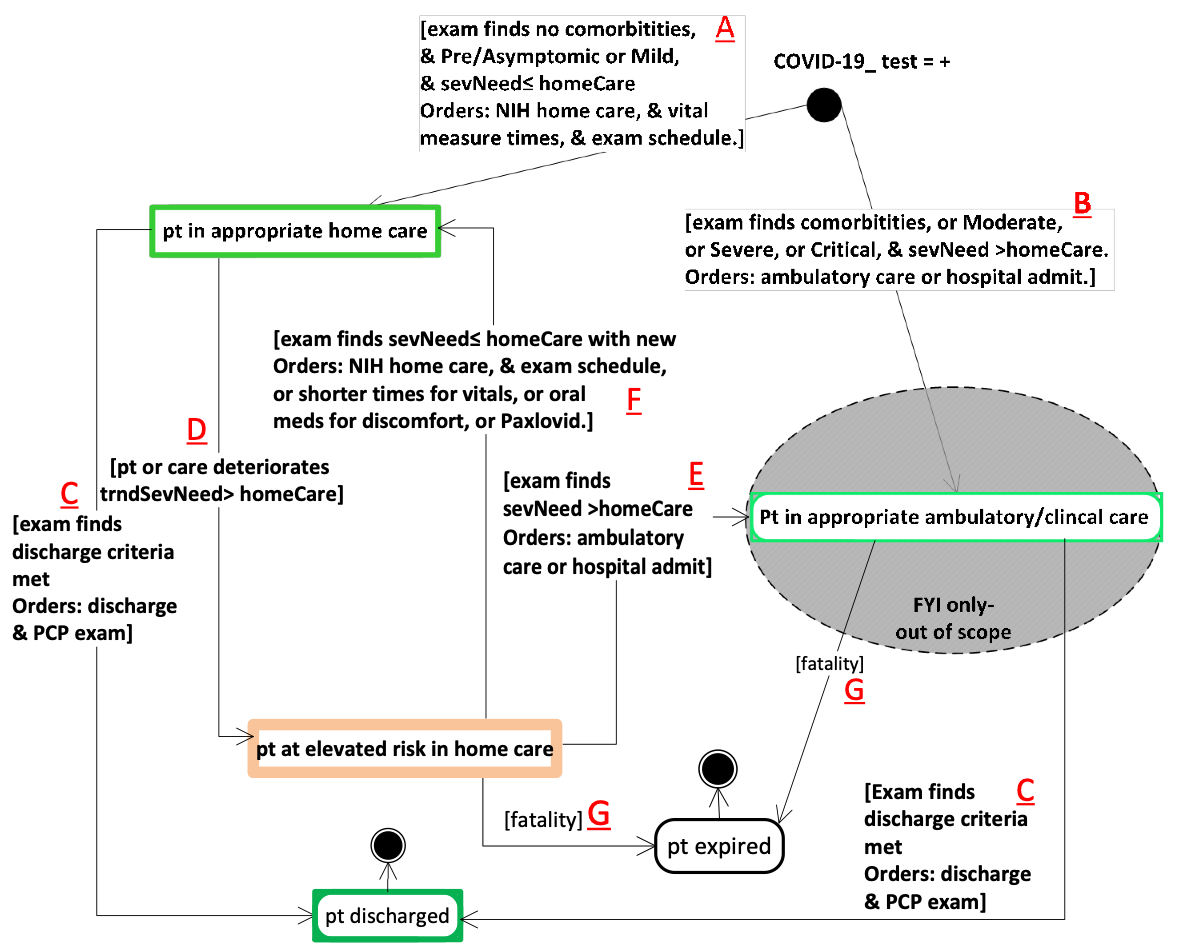 [exam finds no comorbitities, A
& Pre/Asymptomic or Mild,
& sevNeed≤ homeCare
Orders: NIH home care, & vital
measure times, & exam schedule.]
COVID-19_ test = +
pt in appropriate home care
B
[exam finds comorbitities, or Moderate,
or Severe, or Critical, & sevNeed >homeCare.
Orders: ambulatory care or hospital admit.]
[exam finds sevNeed≤ homeCare with new
Orders: NIH home care, & exam schedule,
or shorter times for vitals, or oral
meds for discomfort, or Paxlovid.]
F
D
[pt or care deteriorates
trndSevNeed> homeCare]
C
[exam finds
discharge criteria
met
Orders: discharge
& PCP exam]
E
[exam finds
sevNeed >homeCare
Orders: ambulatory
care or hospital admit]
Pt in appropriate ambulatory/clincal care
FYI only-
out of scope
[fatality]
G
pt at elevated risk in home care
[fatality] G
pt expired
[Exam finds C
discharge criteria
met
Orders: discharge
& PCP exam]
pt discharged